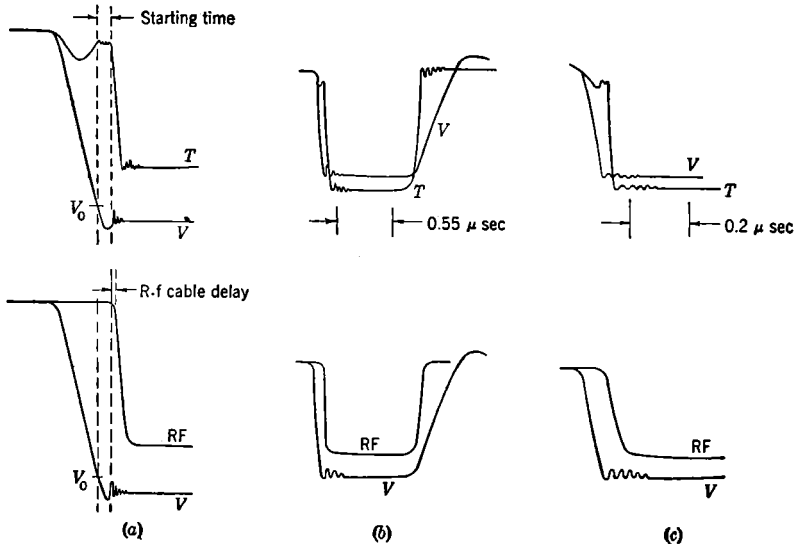 Starting time
T
V₀
V
V
T
0.55 μ sec
V
T
0.2 μ sec
R-f cable delay
RF
V₀
V
RF
V
RF
V
(a)
(b)
(c)